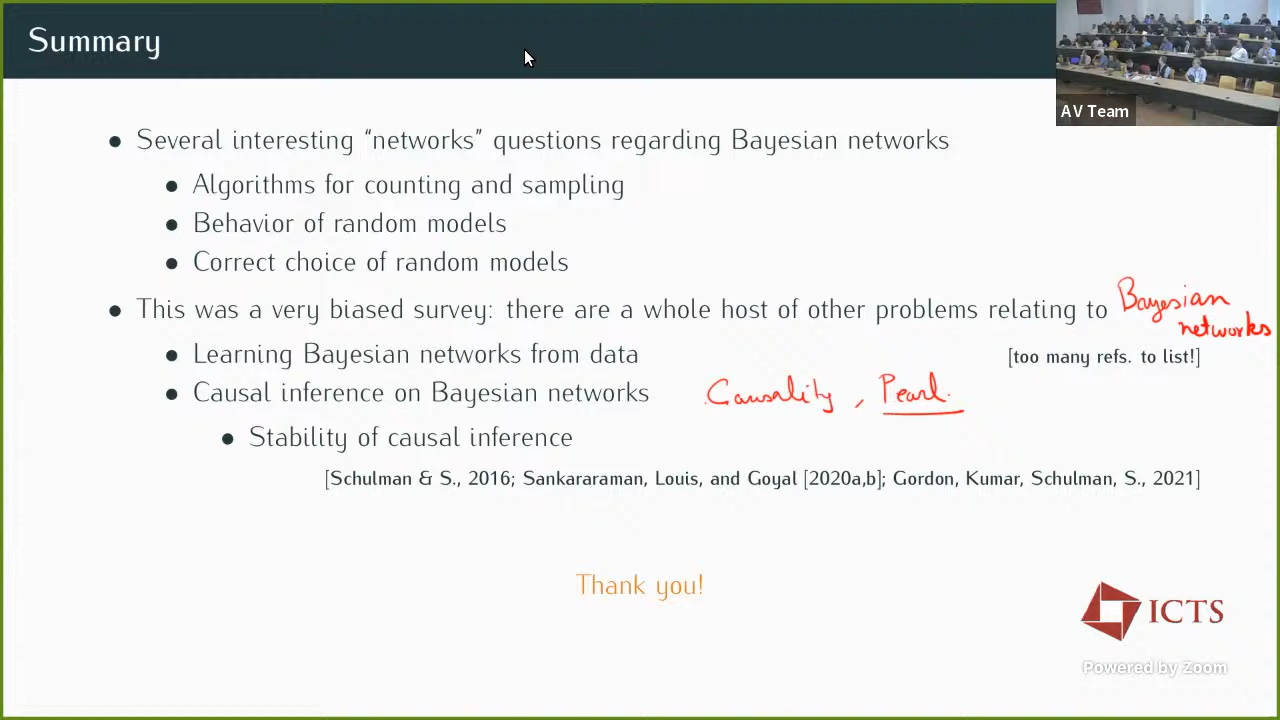 Summary
AV Team
• Several interesting “networks” questions regarding Bayesian networks
• Algorithms for counting and sampling
• Behavior of random models
• Correct choice of random models
• This was a very biased survey: there are a whole host of other problems relating to Bayesian
networks
• Learning Bayesian networks from data [too many refs. to list!]
• Causal inference on Bayesian networks Causality, Pearl.
• Stability of causal inference
[Schulman & S., 2016; Sankararaman, Louis, and Goyal [2020a,b]; Gordon, Kumar, Schulman, S., 2021]
Thank you!
ICTS
Powered by Zoom